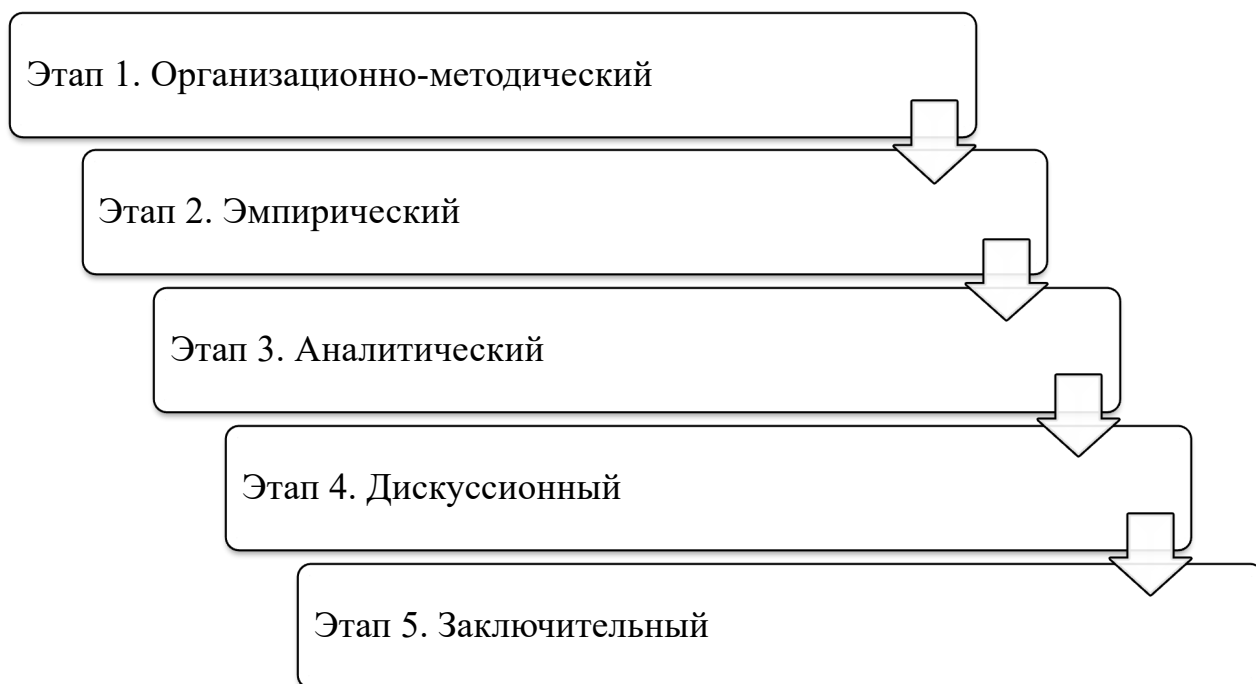 Этап 1. Организационно-методический
Этап 2. Эмпирический
Этап 3. Аналитический
Этап 4. Дискуссионный
Этап 5. Заключительный